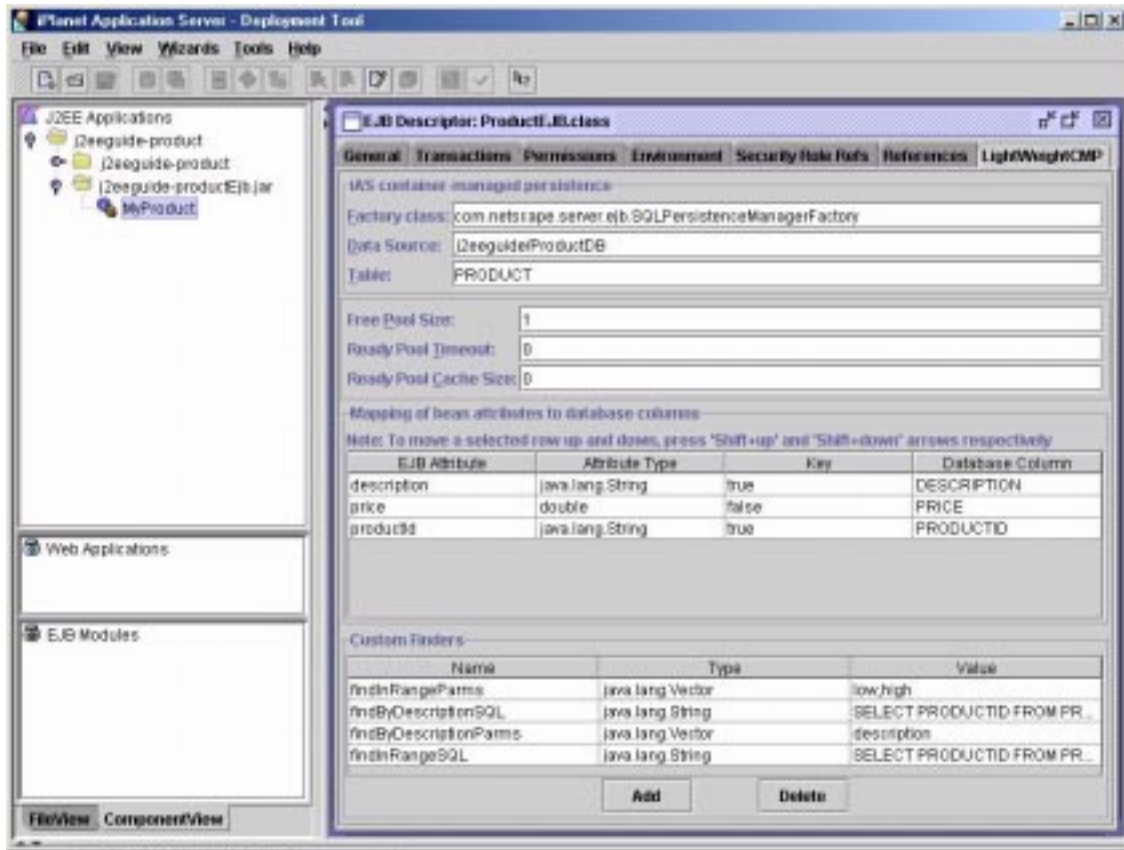 iPlanet Application Server - Deployment Tool
File Edit View Wizards Tools Help
J2EE Applications
j2eeguide-product
j2eeguide-product
j2eeguide-productEjb.jar
MyProduct
Web Applications
EJB Modules
FileView ComponentView
EJB Descriptor: ProductEJB.class
General Transactions Permissions Environment Security Role Refs References LightWeightCMP
IAS container managed persistence
Factory class: com.netscape.server.ejb.SQLPersistenceManagerFactory
Data Source: j2eeguide/ProductDB
Table: PRODUCT
Free Pool Size: 1
Ready Pool Timeout: 0
Ready Pool Cache Size: 0
Mapping of bean attributes to database columns
Note: To move a selected row up and down, press 'Shift+up' and 'Shift+down' arrows respectively
EJB Attribute Attribute Type Key Database Column
description java.lang.String true DESCRIPTION
price double false PRICE
productId java.lang.String true PRODUCTID
Custom Finders
Name Type Value
findInRangeParms java.lang.Vector low,high
findByDescriptionSQL java.lang.String SELECT PRODUCTID FROM PR...
findByDescriptionParms java.lang.Vector description
findInRangeSQL java.lang.String SELECT PRODUCTID FROM PR...
Add Delete